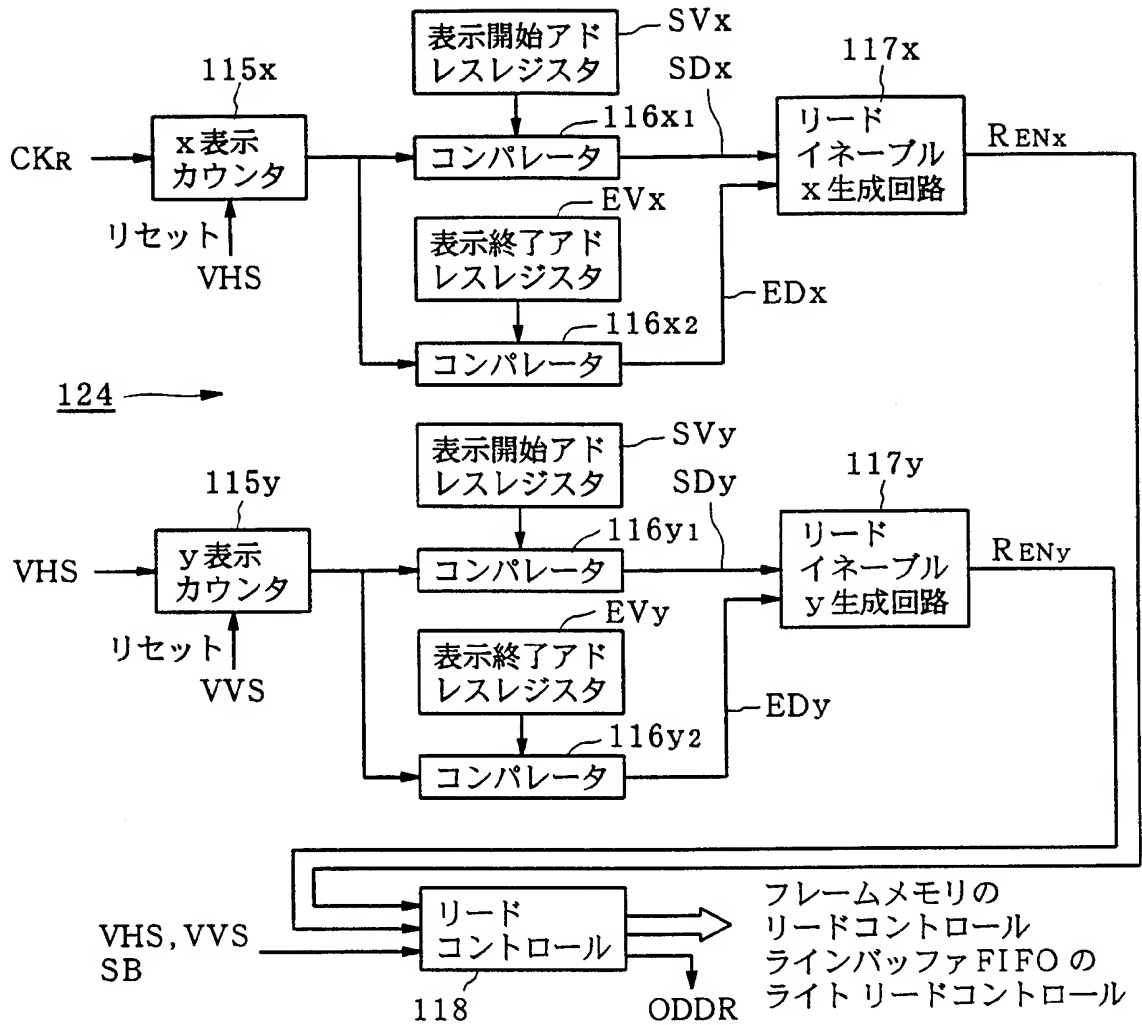 表示開始アド
レスレジスタ
SVx
SDx
115x
117x
116x1
CKR
x表示
カウンタ
コンパレータ
リード
イネーブル
x生成回路
RENx
リセット
VHS
EVx
表示終了アド
レスレジスタ
EDx
116x2
コンパレータ
124
表示開始アド
レスレジスタ
SVy
SDy
115y
117y
116y1
VHS
y表示
カウンタ
コンパレータ
リード
イネーブル
y生成回路
RENy
リセット
VVS
EVy
表示終了アド
レスレジスタ
EDy
116y2
コンパレータ
VHS, VVS
SB
リード
コントロール
118
ODDR
フレームメモリの
リードコントロール
ラインバッファFIFOの
ライト リードコントロール